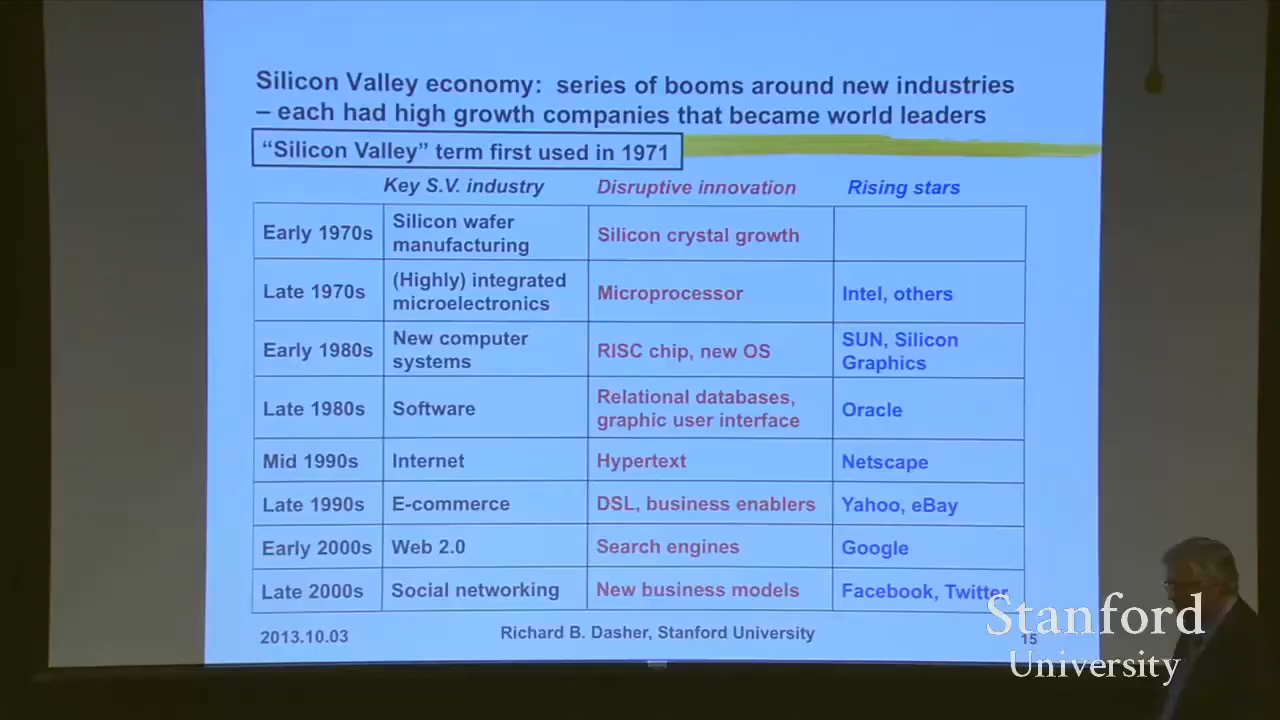 Silicon Valley economy:  series of booms around new industries
– each had high growth companies that became world leaders
“Silicon Valley” term first used in 1971
Key S.V. industry
Disruptive innovation
Rising stars
Early 1970s
Silicon wafer
manufacturing
Silicon crystal growth
Late 1970s
(Highly) integrated
microelectronics
Microprocessor
Intel, others
Early 1980s
New computer
systems
RISC chip, new OS
SUN, Silicon
Graphics
Late 1980s
Software
Relational databases,
graphic user interface
Oracle
Mid 1990s
Internet
Hypertext
Netscape
Late 1990s
E-commerce
DSL, business enablers
Yahoo, eBay
Early 2000s
Web 2.0
Search engines
Google
Late 2000s
Social networking
New business models
Facebook, Twitter
2013.10.03
Richard B. Dasher, Stanford University
15
Stanford
University